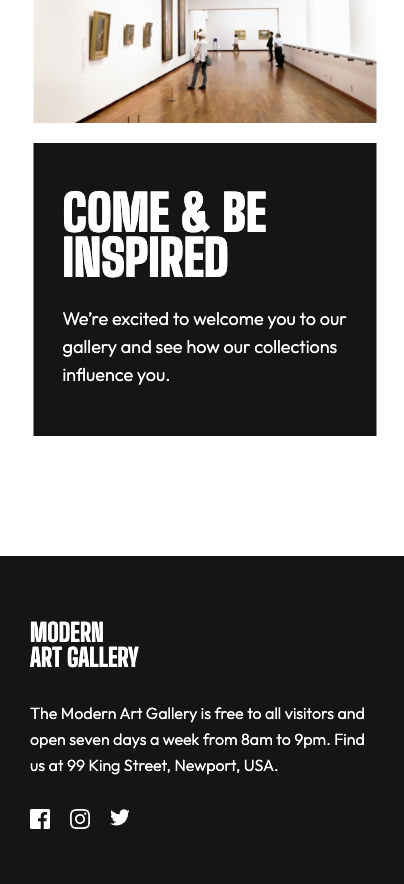 COME & BE
INSPIRED
We’re excited to welcome you to our
gallery and see how our collections
influence you.
MODERN
ART GALLERY
The Modern Art Gallery is free to all visitors and
open seven days a week from 8am to 9pm. Find
us at 99 King Street, Newport, USA.